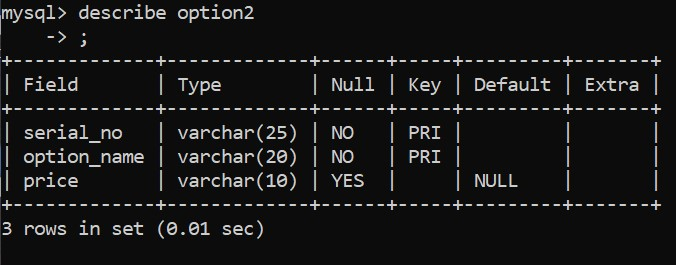 mysql> describe option2
    -> ;
+-------------+-------------+------+-----+---------+-------+
| Field       | Type        | Null | Key | Default | Extra |
+-------------+-------------+------+-----+---------+-------+
| serial_no   | varchar(25) | NO   | PRI |         |       |
| option_name | varchar(20) | NO   | PRI |         |       |
| price       | varchar(10) | YES  |     | NULL    |       |
+-------------+-------------+------+-----+---------+-------+
3 rows in set (0.01 sec)